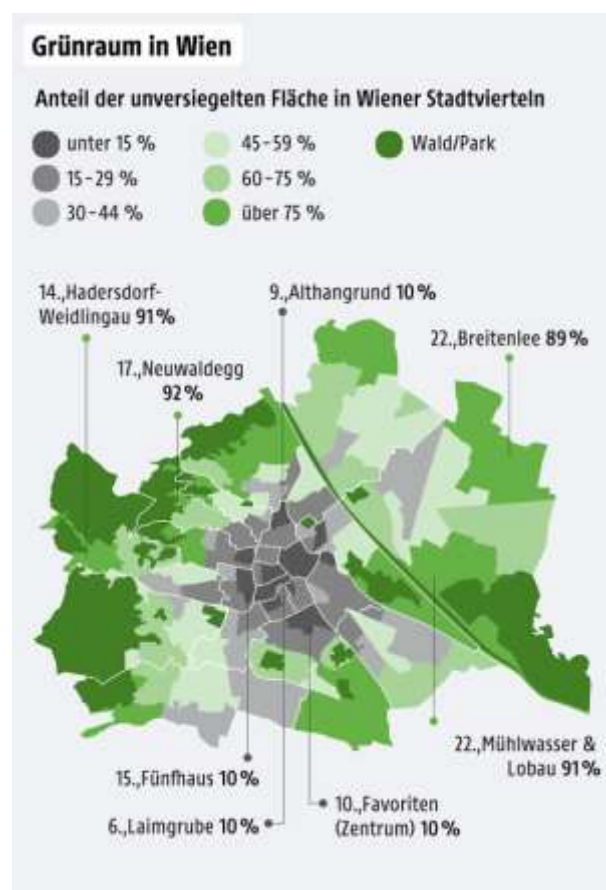 Grünraum in Wien
Anteil der unversiegelten Fläche in Wiener Stadtvierteln
unter 15 %
15–29 %
30–44 %
45–59 %
60–75 %
über 75 %
Wald/Park
14.,Hadersdorf-
Weidlingau 91 %
9.,Althangrund 10 %
22.,Breitenlee 89 %
17.,Neuwaldegg
92 %
22.,Mühlwasser &
Lobau 91 %
15.,Fünfhaus 10 %
10.,Favoriten
(Zentrum) 10 %
6.,Laimgrube 10 %